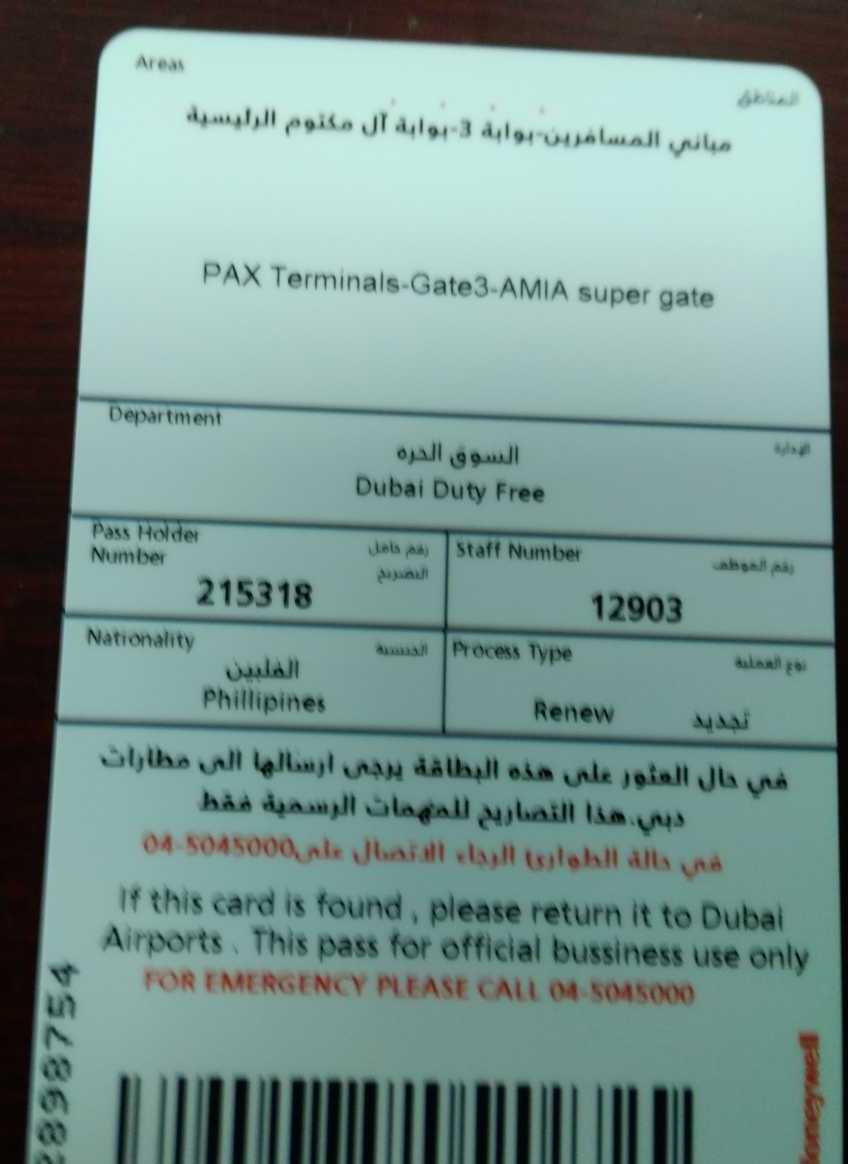 Areas المناطق
مباني المسافرين-بوابة 3-بوابة آل مكتوم الرئيسية
PAX Terminals-Gate3-AMIA super gate
Department الإدارة
السوق الحره
Dubai Duty Free
Pass Holder Number رقم حامل التصريح
215318
Staff Number رقم الموظف
12903
Nationality الجنسية
الفلبين
Phillipines
Process Type نوع العملية
Renew تجديد
في حال العثور على هذه البطاقة يرجى ارسالها الى مطارات
دبي.هذا التصاريح للمهمات الرسمية فقط
في حالة الطوارئ الرجاء الاتصال على04-5045000
If this card is found , please return it to Dubai
Airports . This pass for official bussiness use only
FOR EMERGENCY PLEASE CALL 04-5045000
2898754
Honeywell